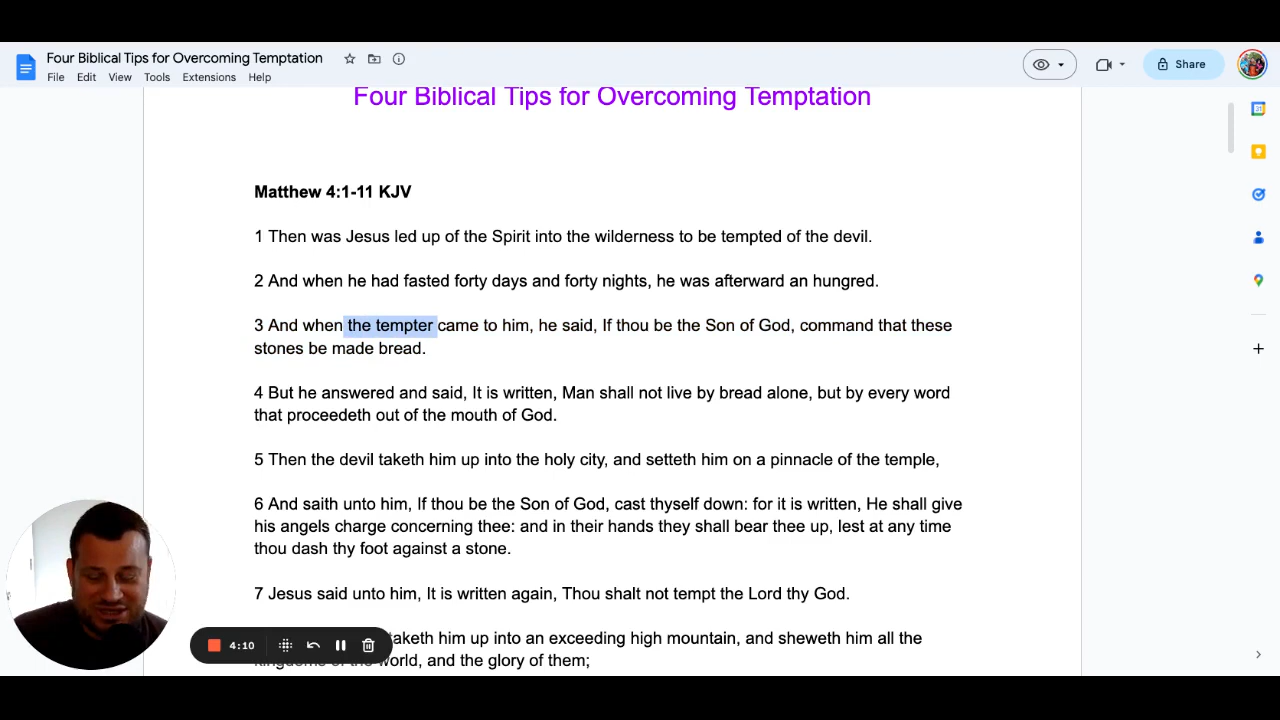 Four Biblical Tips for Overcoming Temptation
File Edit View Tools Extensions Help
Share
Four Biblical Tips for Overcoming Temptation
Matthew 4:1-11 KJV
1 Then was Jesus led up of the Spirit into the wilderness to be tempted of the devil.
2 And when he had fasted forty days and forty nights, he was afterward an hungred.
3 And when the tempter came to him, he said, If thou be the Son of God, command that these
stones be made bread.
4 But he answered and said, It is written, Man shall not live by bread alone, but by every word
that proceedeth out of the mouth of God.
5 Then the devil taketh him up into the holy city, and setteth him on a pinnacle of the temple,
6 And saith unto him, If thou be the Son of God, cast thyself down: for it is written, He shall give
his angels charge concerning thee: and in their hands they shall bear thee up, lest at any time
thou dash thy foot against a stone.
7 Jesus said unto him, It is written again, Thou shalt not tempt the Lord thy God.
taketh him up into an exceeding high mountain, and sheweth him all the
4:10
world, and the glory of them;